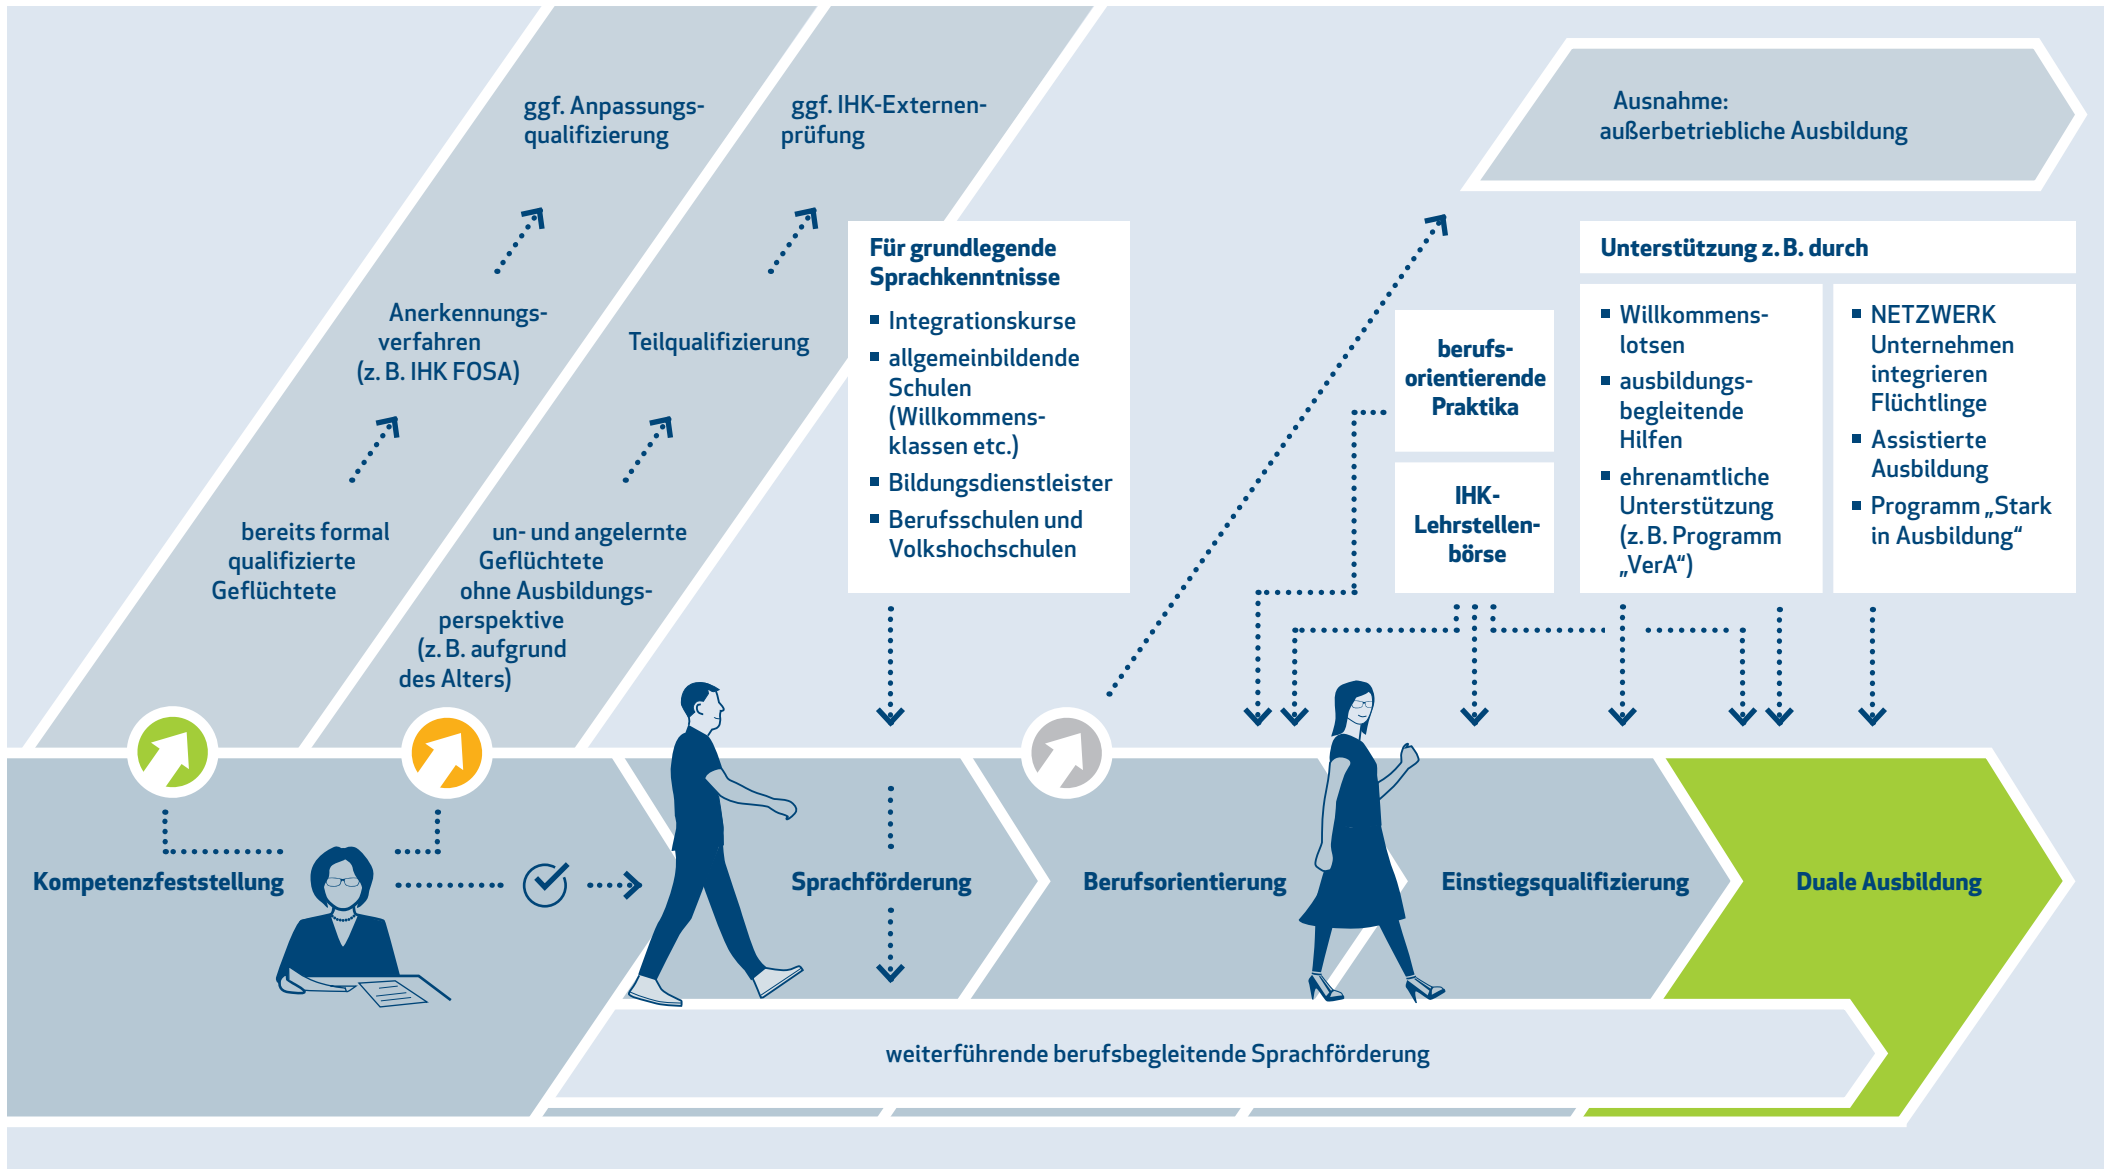 ggf. Anpassungs-
qualifizierung
Anerkennungs-
verfahren
(z. B. IHK FOSA)
bereits formal
qualifizierte
Geflüchtete
ggf. IHK-Externen-
prüfung
Teilqualifizierung
un- und angelernte
Geflüchtete
ohne Ausbildungs-
perspektive
(z. B. aufgrund
des Alters)
Für grundlegende
Sprachkenntnisse
▪ Integrationskurse
▪ allgemeinbildende
Schulen
(Willkommens-
klassen etc.)
▪ Bildungsdienstleister
▪ Berufsschulen und
Volkshochschulen
Ausnahme:
außerbetriebliche Ausbildung
berufs-
orientierende
Praktika
IHK-
Lehrstellen-
börse
Unterstützung z. B. durch
▪ Willkommens-
lotsen
▪ ausbildungs-
begleitende
Hilfen
▪ ehrenamtliche
Unterstützung
(z. B. Programm
„VerA“)
▪ NETZWERK
Unternehmen
integrieren
Flüchtlinge
▪ Assistierte
Ausbildung
▪ Programm „Stark
in Ausbildung“
Kompetenzfeststellung
Sprachförderung
Berufsorientierung
Einstiegsqualifizierung
Duale Ausbildung
weiterführende berufsbegleitende Sprachförderung